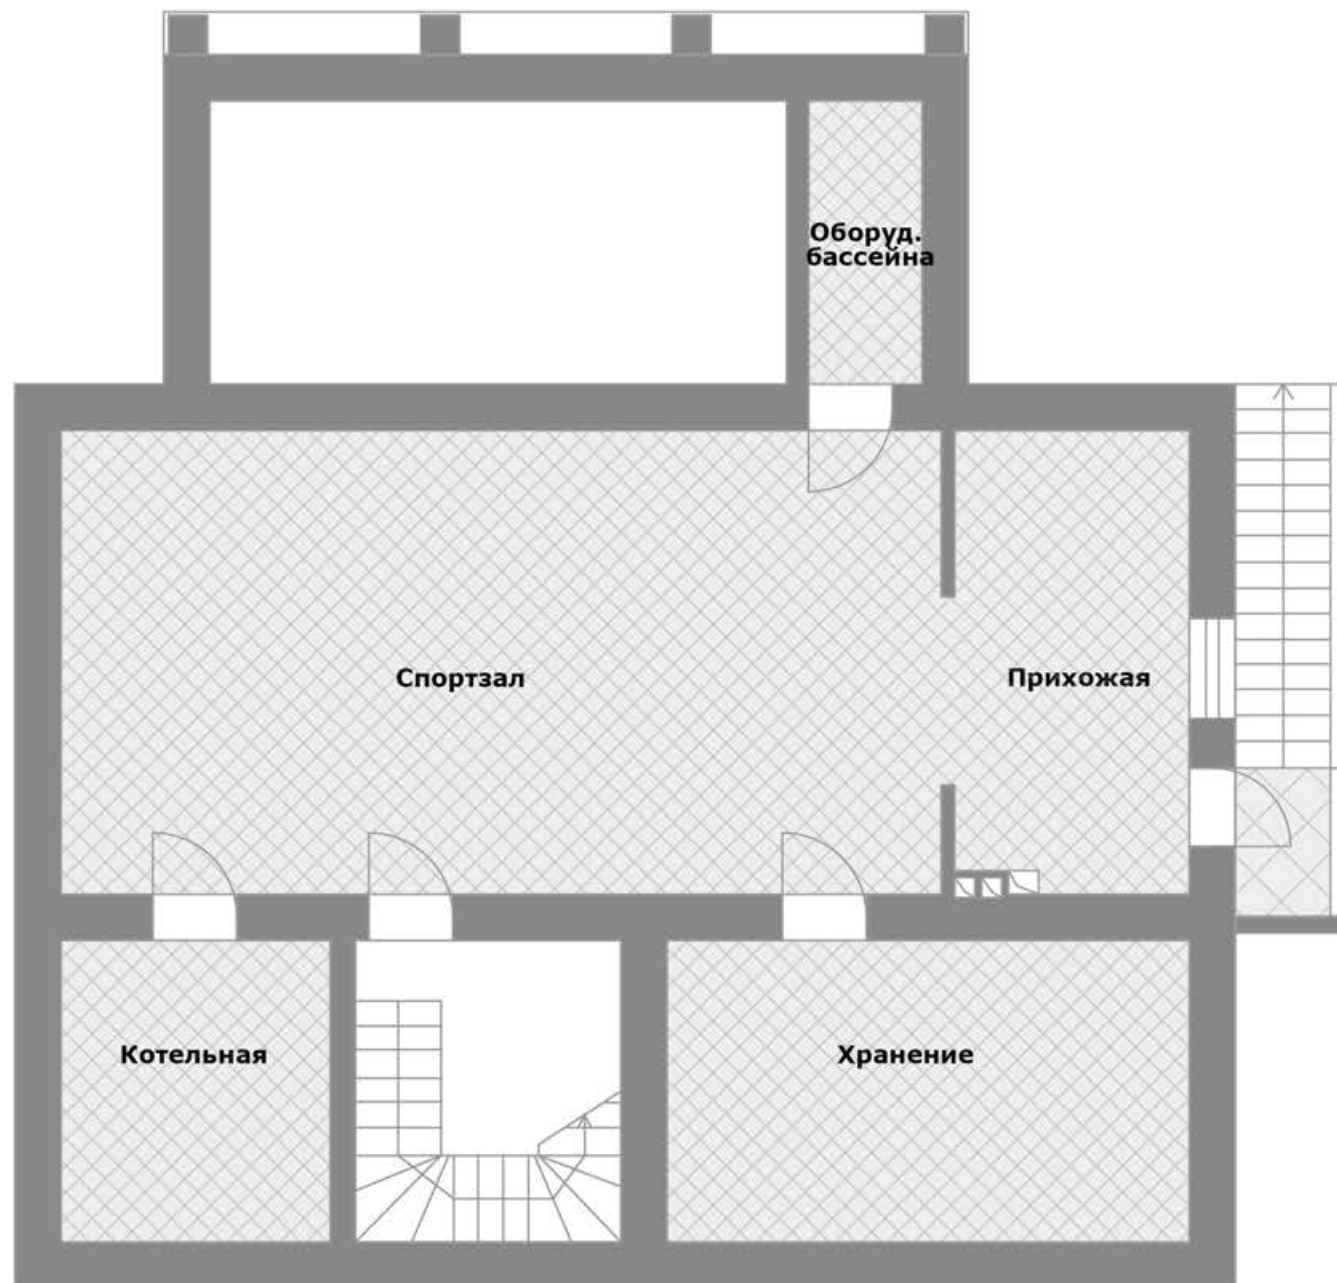 Оборуд.
бассейна
Спортзал
Прихожая
Котельная
Хранение